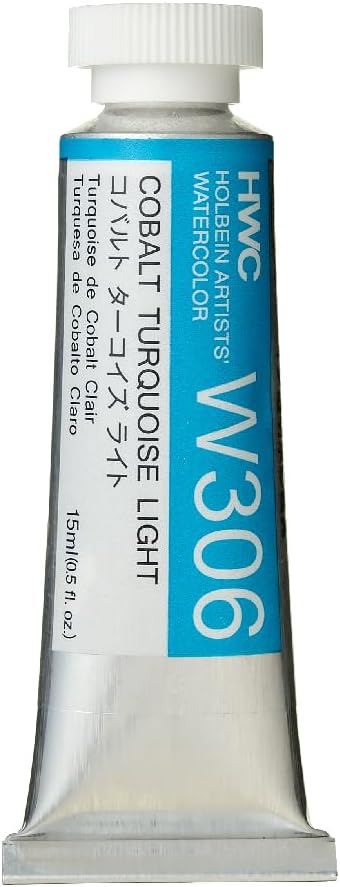 HWC
HOLBEIN ARTISTS'
WATERCOLOR
W306
COBALT TURQUOISE LIGHT
コバルト ターコイズ ライト
Turquoise de Cobalt Clair
Turquesa de Cobalto Claro
15ml(0.5 fl. oz.)